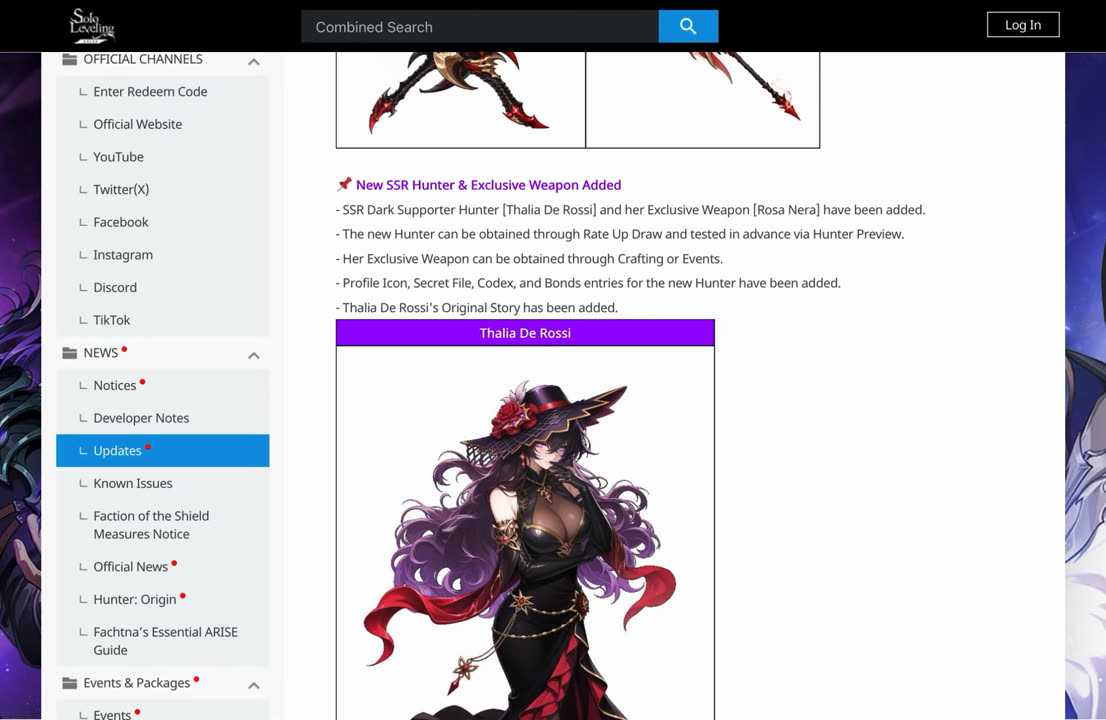 Solo
Leveling
ARISE
Combined Search
Log In
OFFICIAL CHANNELS
Enter Redeem Code
Official Website
YouTube
Twitter(X)
Facebook
Instagram
Discord
TikTok
NEWS
Notices
Developer Notes
Updates
Known Issues
Faction of the Shield
Measures Notice
Official News
Hunter: Origin
Fachtna’s Essential ARISE
Guide
Events & Packages
Events
New SSR Hunter & Exclusive Weapon Added
- SSR Dark Supporter Hunter [Thalia De Rossi] and her Exclusive Weapon [Rosa Nera] have been added.
- The new Hunter can be obtained through Rate Up Draw and tested in advance via Hunter Preview.
- Her Exclusive Weapon can be obtained through Crafting or Events.
- Profile Icon, Secret File, Codex, and Bonds entries for the new Hunter have been added.
- Thalia De Rossi's Original Story has been added.
Thalia De Rossi